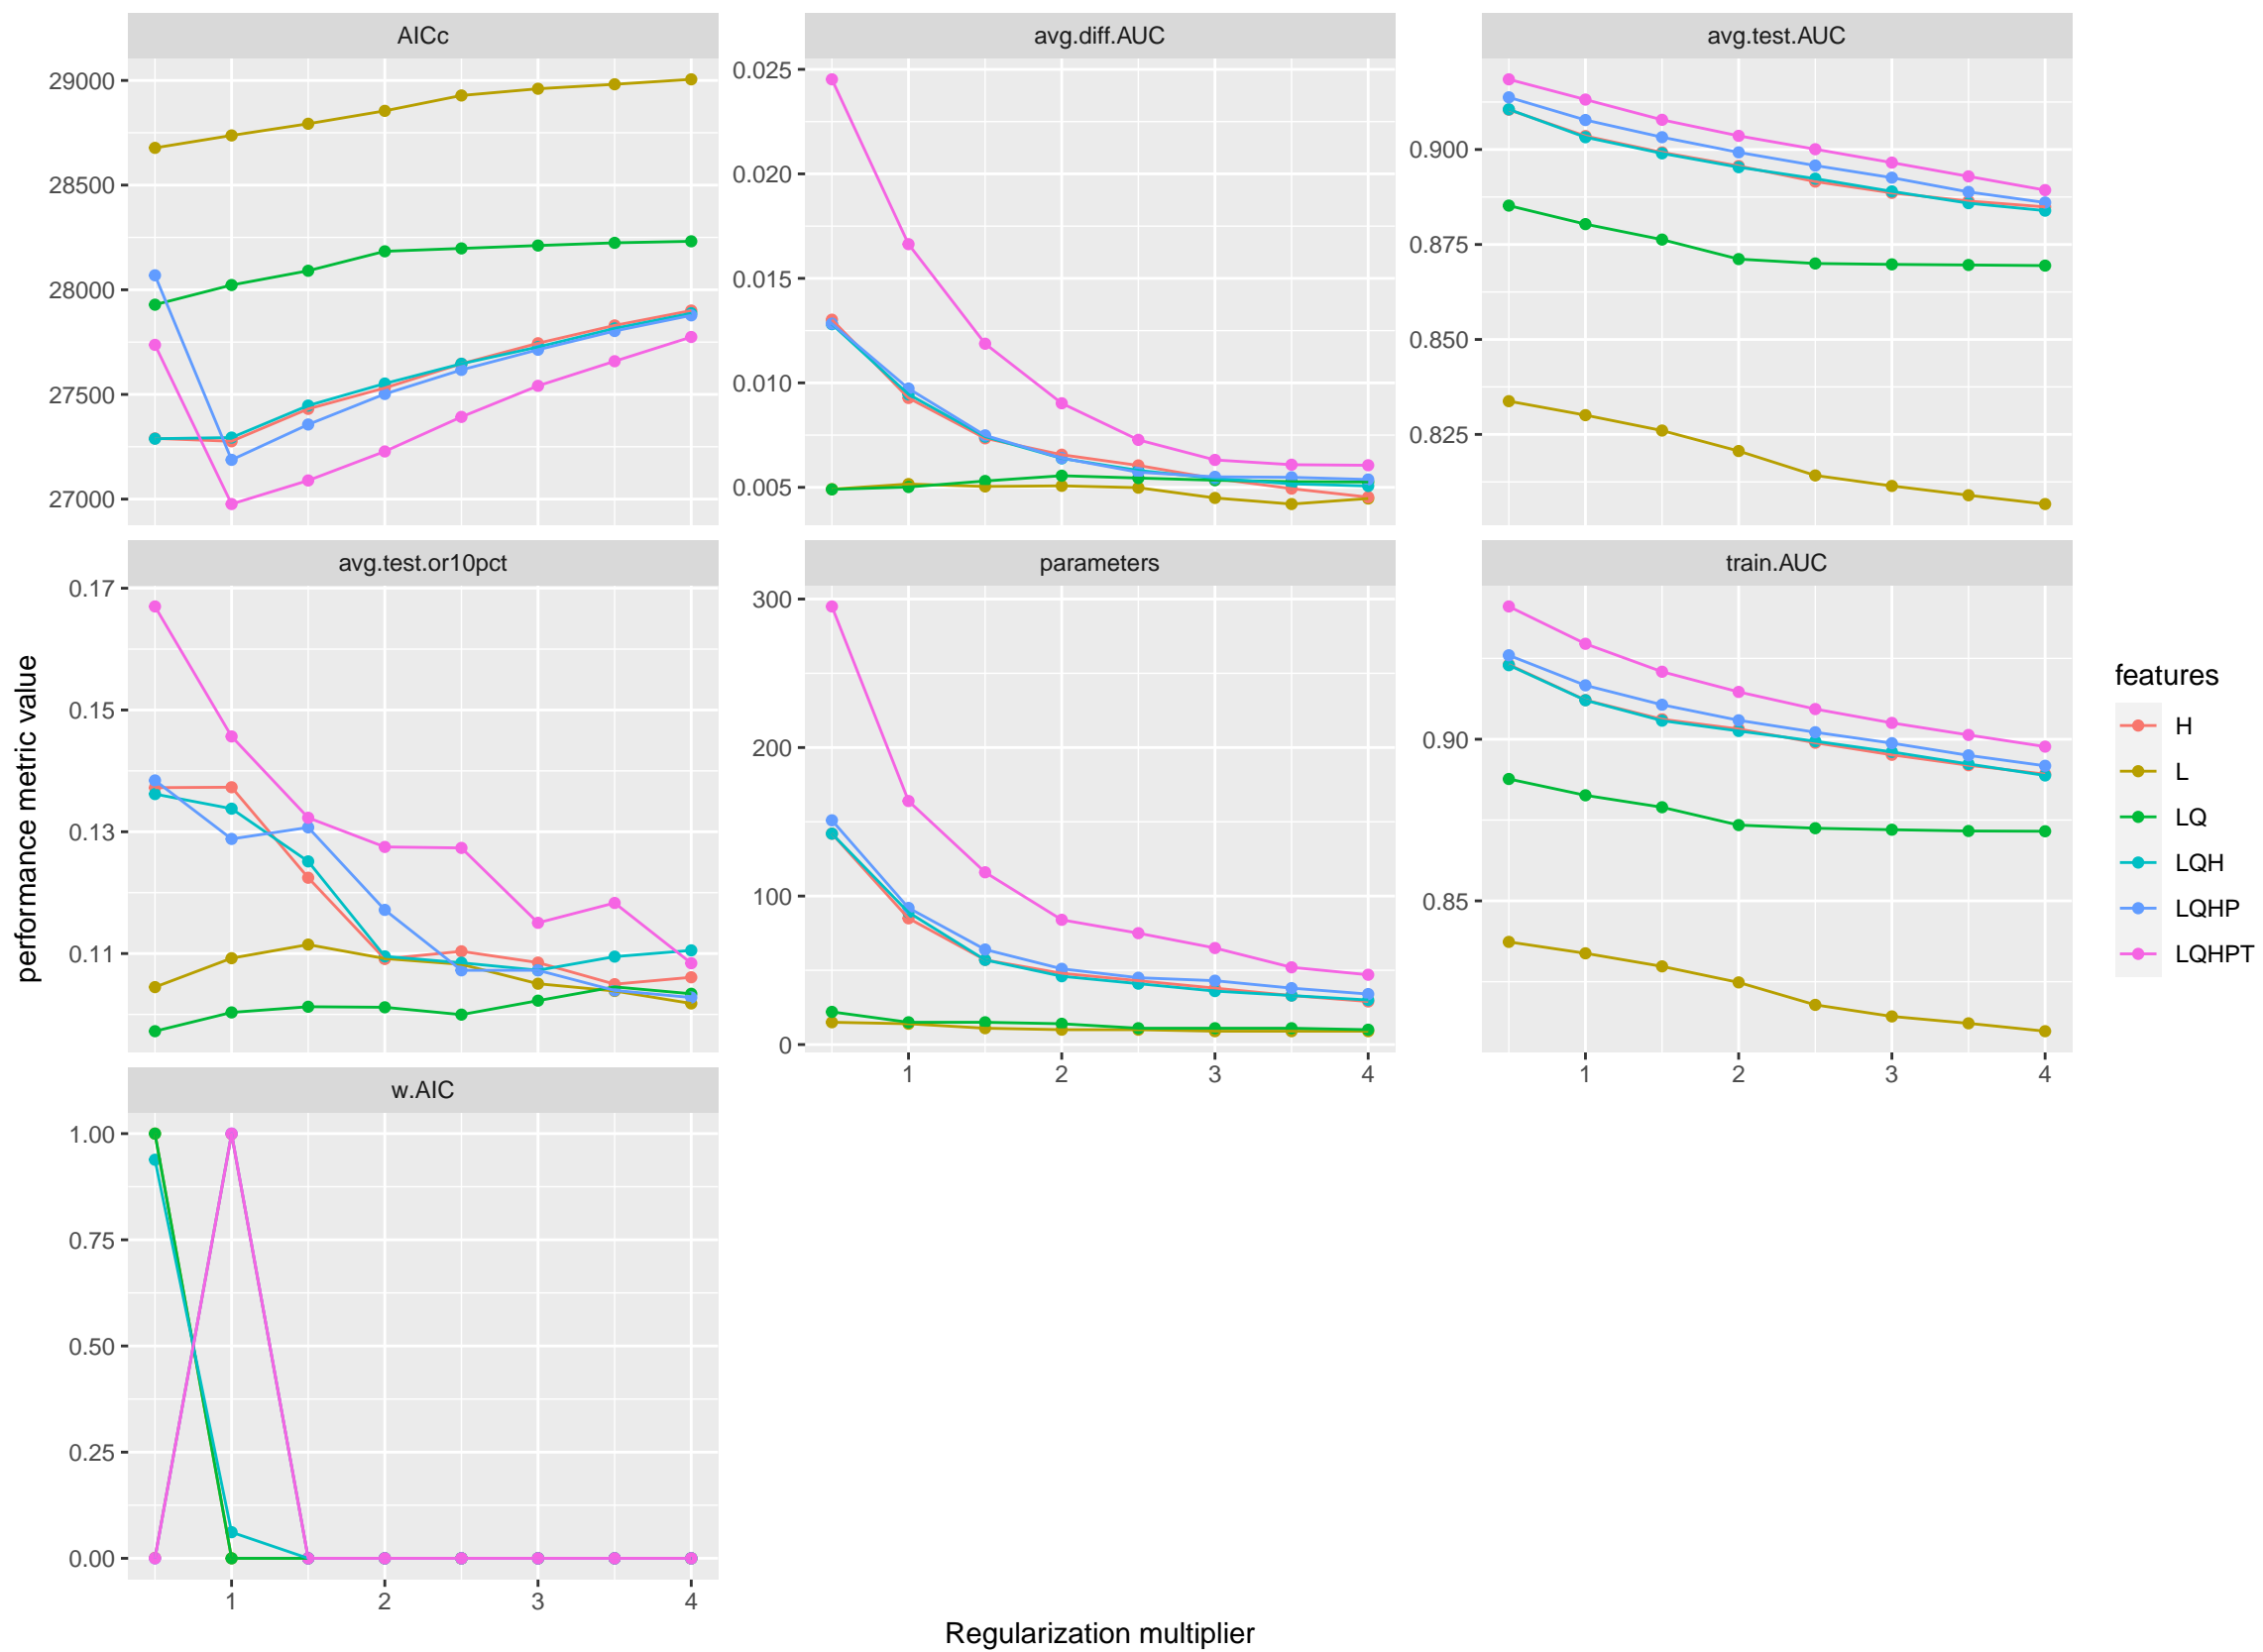 AICc
avg.diff.AUC
avg.test.AUC
29000
28500
28000
27500
27000
0.025
0.020
0.015
0.010
0.005
0.900
0.875
0.850
0.825
avg.test.or10pct
parameters
train.AUC
0.17
0.15
0.13
0.11
300
200
100
0
1 2 3 4
0.90
0.85
1 2 3 4
w.AIC
1.00
0.75
0.50
0.25
0.00
1 2 3 4
performance metric value
Regularization multiplier
features
H
L
LQ
LQH
LQHP
LQHPT